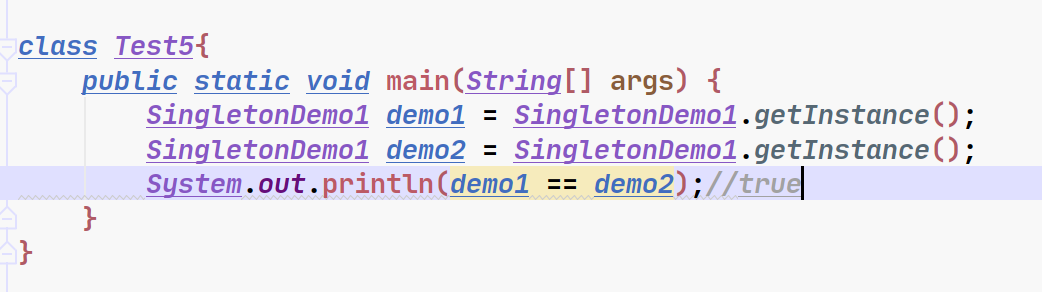 class Test5{
public static void main(String[] args) {
SingletonDemo1 demo1 = SingletonDemo1.getInstance();
SingletonDemo1 demo2 = SingletonDemo1.getInstance();
System.out.println(demo1 == demo2);//true
}
}